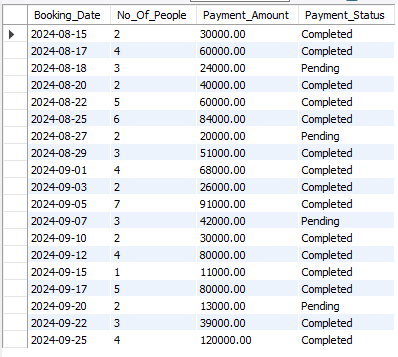 Booking_Date No_Of_People Payment_Amount Payment_Status
2024-08-15 2 30000.00 Completed
2024-08-17 4 60000.00 Completed
2024-08-18 3 24000.00 Pending
2024-08-20 2 40000.00 Completed
2024-08-22 5 60000.00 Completed
2024-08-25 6 84000.00 Completed
2024-08-27 2 20000.00 Pending
2024-08-29 3 51000.00 Completed
2024-09-01 4 68000.00 Completed
2024-09-03 2 26000.00 Completed
2024-09-05 7 91000.00 Completed
2024-09-07 3 42000.00 Pending
2024-09-10 2 30000.00 Completed
2024-09-12 4 80000.00 Completed
2024-09-15 1 11000.00 Completed
2024-09-17 5 80000.00 Completed
2024-09-20 2 13000.00 Pending
2024-09-22 3 39000.00 Completed
2024-09-25 4 120000.00 Completed